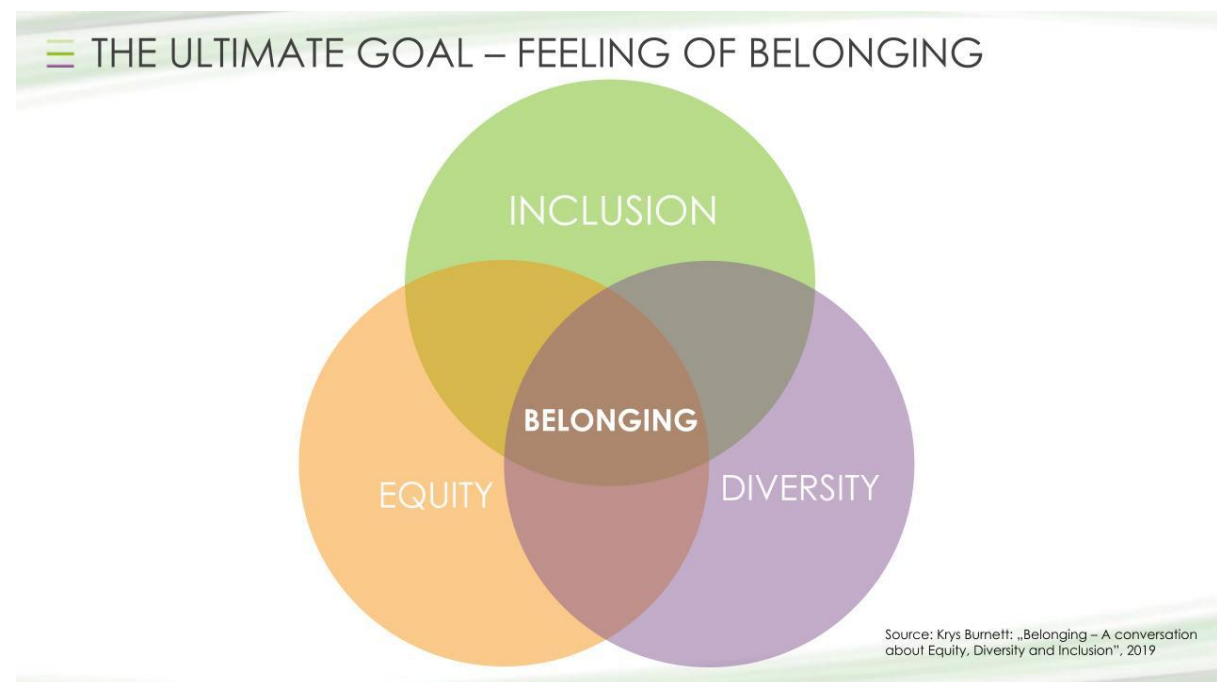 THE ULTIMATE GOAL – FEELING OF BELONGING
INCLUSION
BELONGING
EQUITY
DIVERSITY
Source: Krys Burnett: „Belonging – A conversation
about Equity, Diversity and Inclusion”, 2019